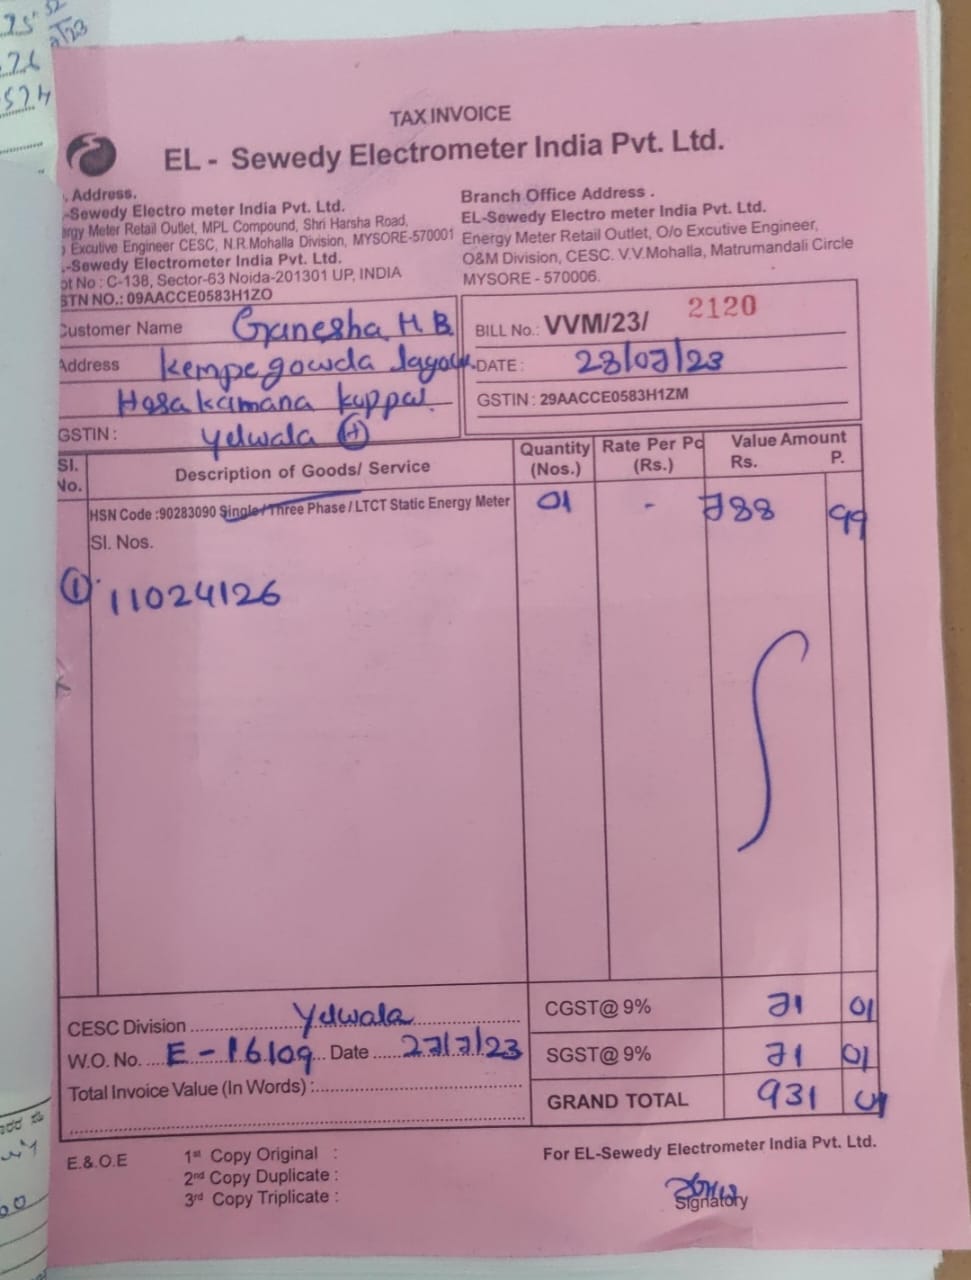 TAX INVOICE
EL - Sewedy Electrometer India Pvt. Ltd.
Address.
-Sewedy Electro meter India Pvt. Ltd.
ergy Meter Retail Outlet, MPL Compound, Shri Harsha Road,
Excutive Engineer CESC, N.R.Mohalla Division, MYSORE-570001
.-Sewedy Electrometer India Pvt. Ltd.
ot No : C-138, Sector-63 Noida-201301 UP, INDIA
STN NO.: 09AACCE0583H1ZO
Branch Office Address .
EL-Sewedy Electro meter India Pvt. Ltd.
Energy Meter Retail Outlet, O/o Excutive Engineer,
O&M Division, CESC. V.V.Mohalla, Matrumandali Circle
MYSORE - 570006.
Customer Name Ganesha H B
Address Kempegowda
Hosakamana Kuppal
GSTIN : Yelwala (H)
BILL No.: VVM/23/ 2120
DATE : 28/07/23
GSTIN : 29AACCE0583H1ZM
Sl. No. Description of Goods/ Service Quantity (Nos.) Rate Per Pc (Rs.) Value Amount Rs. P.
HSN Code :90283090 Single/Three Phase / LTCT Static Energy Meter 01 - 788 99
Sl. Nos.
① 11024126
CESC Division Yelwala
W.O. No. E-16109 Date 27/7/23
Total Invoice Value (In Words) :
CGST@ 9% 71 01
SGST@ 9% 71 01
GRAND TOTAL 931 01
E.&.O.E
1st Copy Original :
2nd Copy Duplicate :
3rd Copy Triplicate :
For EL-Sewedy Electrometer India Pvt. Ltd.
Signatory